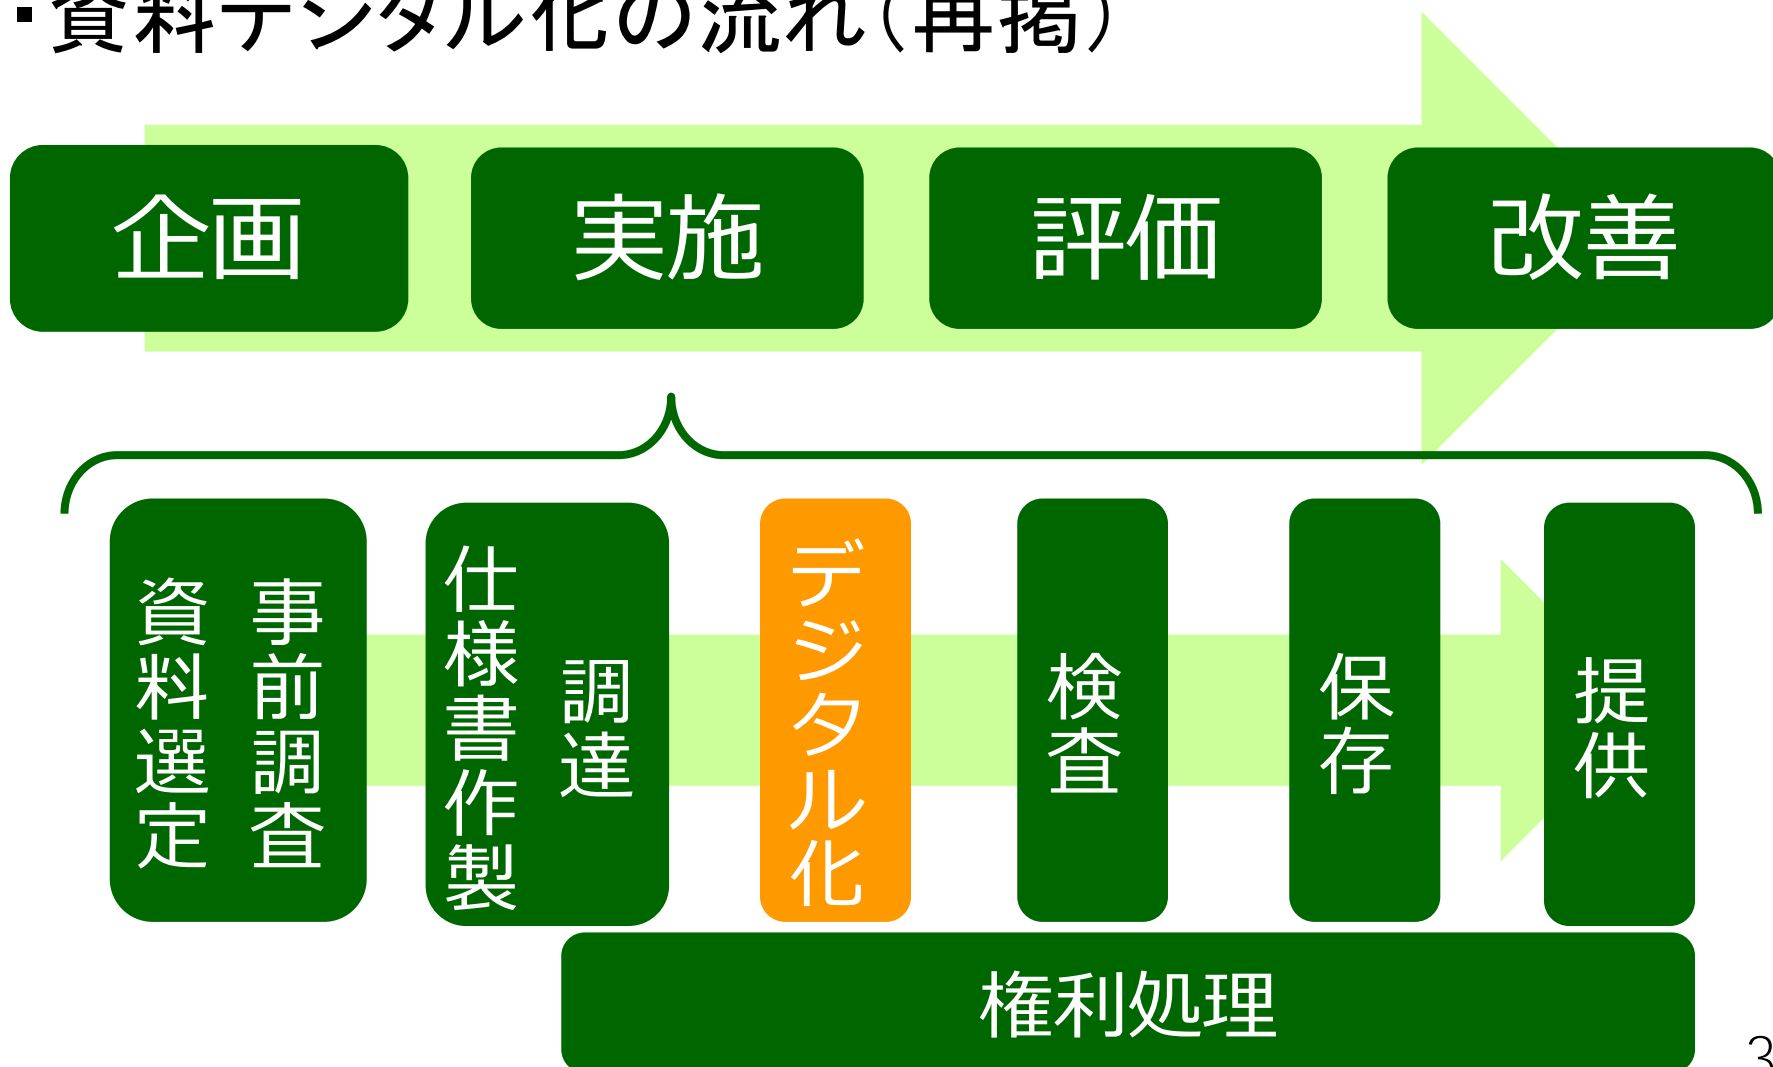 ・資料デジタル化の流れ（再掲）
企画
実施
評価
改善
事前調査
資料選定
調達
仕様書作製
デジタル化
検査
保存
提供
権利処理
3